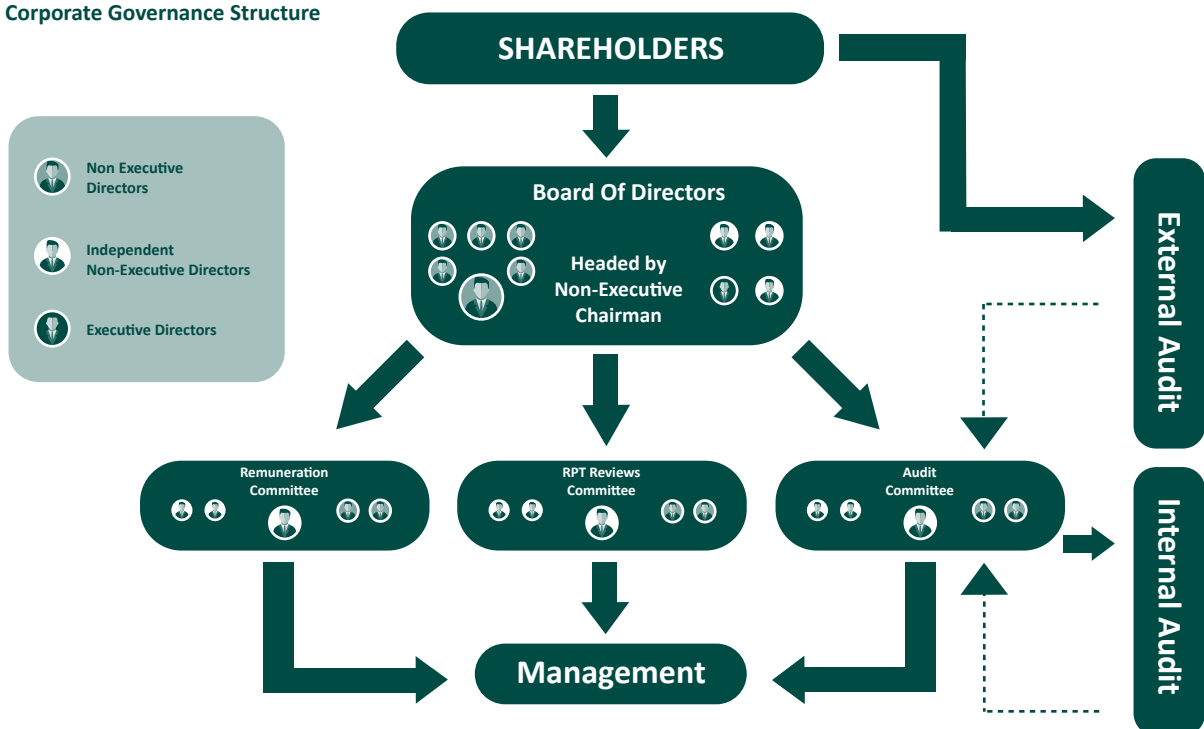 Corporate Governance Structure
SHAREHOLDERS
Non Executive
Directors
Independent
Non-Executive Directors
Executive Directors
Board Of Directors
Headed by
Non-Executive
Chairman
External Audit
Remuneration
Committee
RPT Reviews
Committee
Audit
Committee
Internal Audit
Management